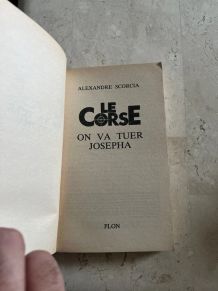 ALEXANDRE SCORCIA
LE
CORSE
ON VA TUER
JOSEPHA
PLON